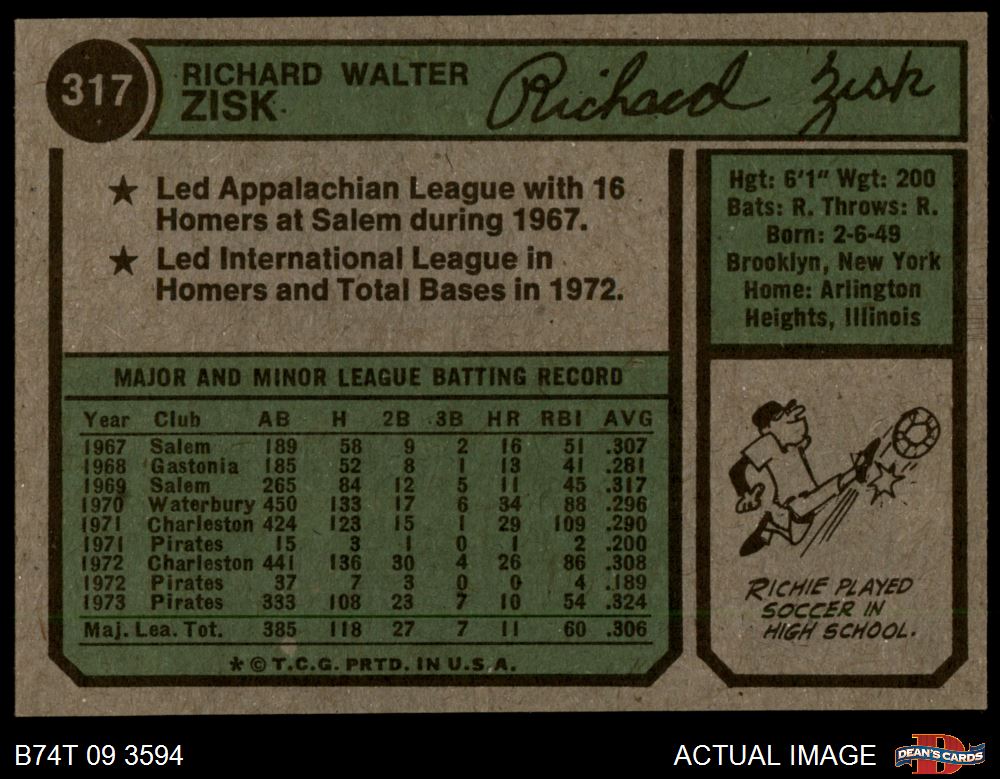 317
RICHARD WALTER
ZISK
Richard Zisk
★ Led Appalachian League with 16
Homers at Salem during 1967.
★ Led International League in
Homers and Total Bases in 1972.
Hgt: 6'1" Wgt: 200
Bats: R. Throws: R.
Born: 2-6-49
Brooklyn, New York
Home: Arlington
Heights, Illinois
MAJOR AND MINOR LEAGUE BATTING RECORD
Year Club AB H 2B 3B HR RBI AVG
1967 Salem 189 58 9 2 16 51 .307
1968 Gastonia 185 52 8 1 13 41 .281
1969 Salem 265 84 12 5 11 45 .317
1970 Waterbury 450 133 17 6 34 88 .296
1971 Charleston 424 123 15 1 29 109 .290
1971 Pirates 15 3 1 0 1 2 .200
1972 Charleston 441 136 30 4 26 86 .308
1972 Pirates 37 7 3 0 0 4 .189
1973 Pirates 333 108 23 7 10 54 .324
Maj. Lea. Tot. 385 118 27 7 11 60 .306
* © T.C.G. PRTD. IN U.S.A.
RICHIE PLAYED
SOCCER IN
HIGH SCHOOL.
B74T 09 3594
ACTUAL IMAGE
D
DEAN'S CARDS